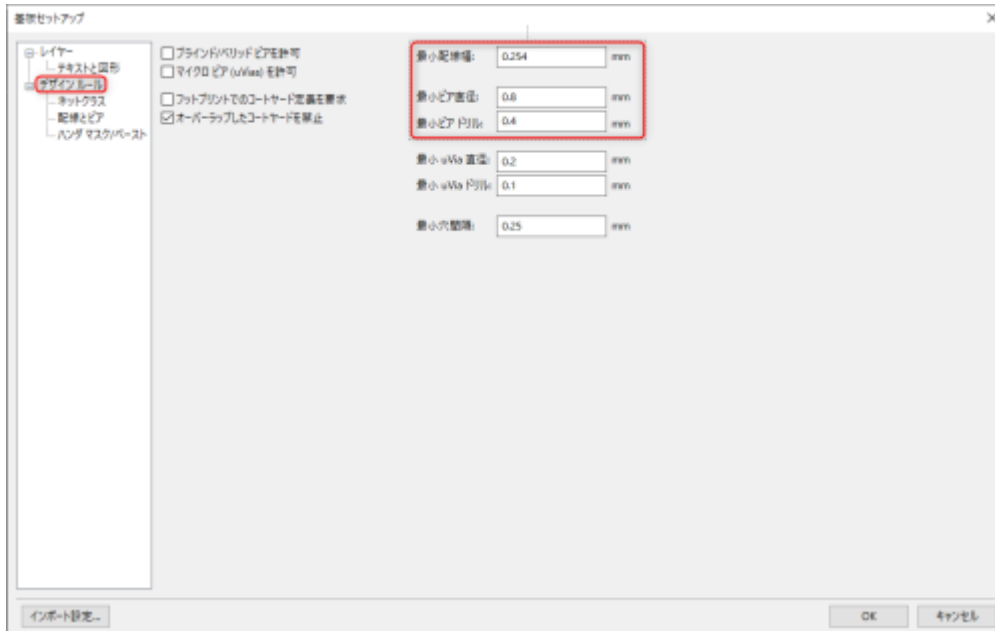 基板セットアップ
レイヤー
テキストと図形
デザイン ルール
ネットクラス
配線とビア
ハンダ マスク/ペースト
ブラインド/ベリッド ビアを許可
マイクロ ビア (uVias) を許可
フットプリントでのコートヤード定義を要求
オーバーラップしたコートヤードを禁止
最小配線幅: 0.254 mm
最小ビア直径: 0.8 mm
最小ビア ドリル: 0.4 mm
最小 uVia 直径: 0.2 mm
最小 uVia ドリル: 0.1 mm
最小穴間隔: 0.25 mm
インポート設定...
OK
キャンセル